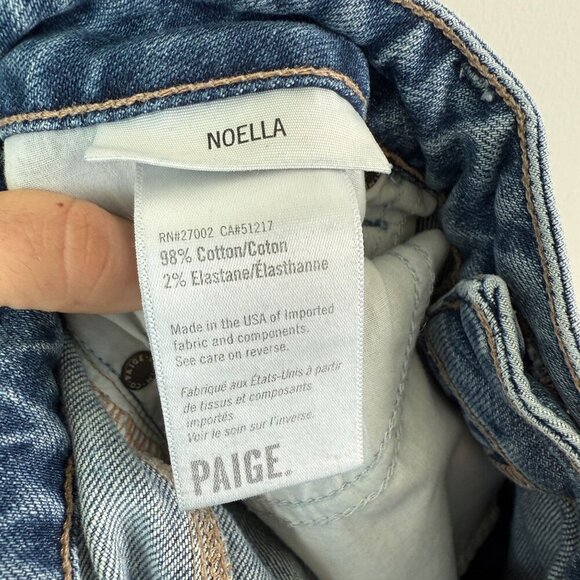 NOELLA
RN#27002 CA#51217
98% Cotton/Coton
2% Elastane/Élasthanne
Made in the USA of Imported
fabric and components.
See care on reverse.
Fabriqué aux États-Unis à partir
de tissus et composants
importés
Voir le soin sur l'inverse.
PAIGE.
PAIGE